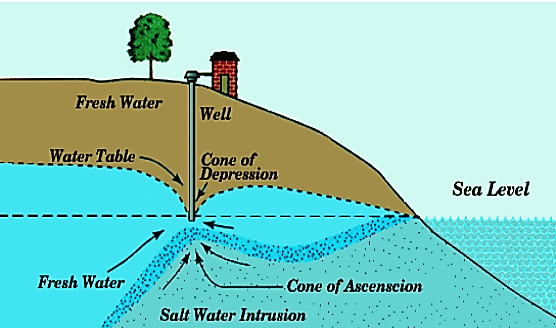 Fresh Water
Well
Water Table
Cone of
Depression
Sea Level
Fresh Water
Cone of Ascenscion
Salt Water Intrusion